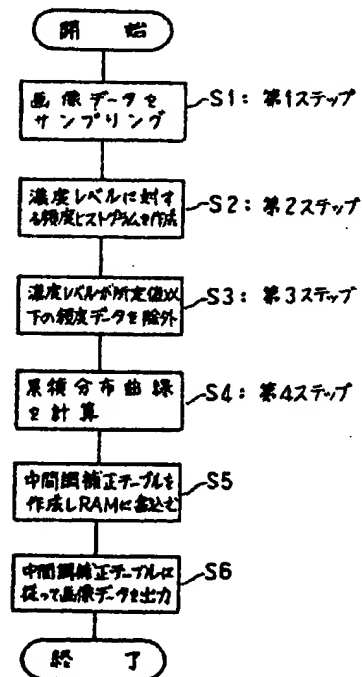 開始
画像データを
サンプリング
S1: 第1ステップ
濃度レベルに対す
る頻度ヒストグラムを作成
S2: 第2ステップ
濃度レベルが所定値以
下の頻度データを除外
S3: 第3ステップ
累積分布曲線
を計算
S4: 第4ステップ
中間調補正テーブルを
作成しRAMに書込む
S5
中間調補正テーブルに
従って画像データを出力
S6
終了